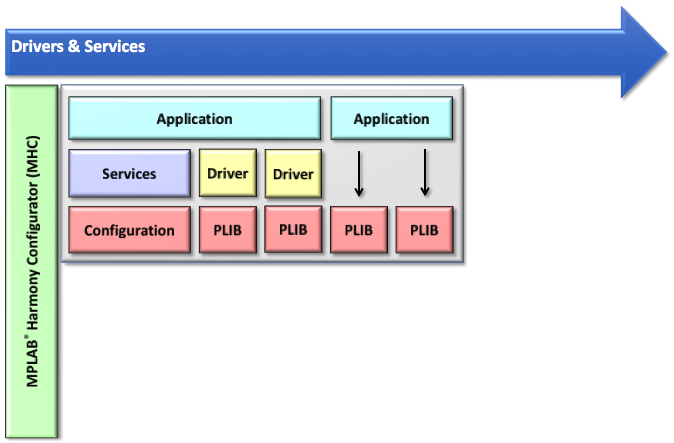 Drivers & Services
MPLAB® Harmony Configurator (MHC)
Application
Application
Services
Driver
Driver
Configuration
PLIB
PLIB
PLIB
PLIB